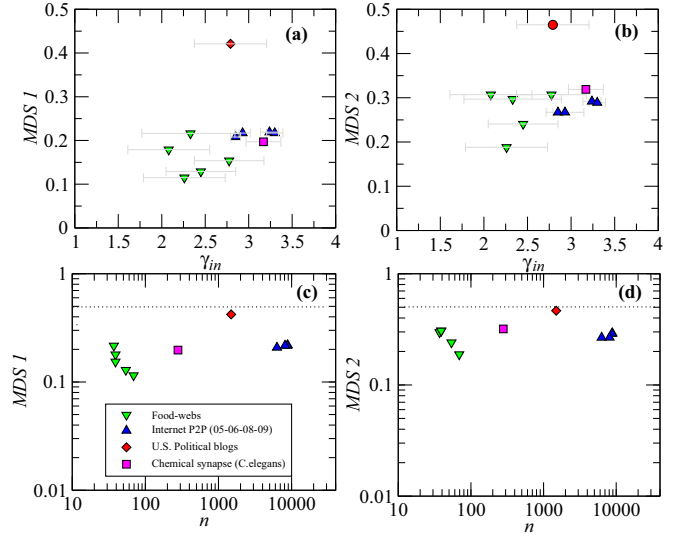 (a)
MDS 1
0.5
0.4
0.3
0.2
0.1
0
1 1.5 2 2.5 3 3.5 4
γin
(b)
MDS 2
0.5
0.4
0.3
0.2
0.1
0
1 1.5 2 2.5 3 3.5 4
γin
(c)
MDS 1
1
0.1
0.01
10 100 1000 10000
n
Food-webs
Internet P2P (05-06-08-09)
U.S. Political blogs
Chemical synapse (C.elegans)
(d)
MDS 2
1
0.1
0.01
10 100 1000 10000
n